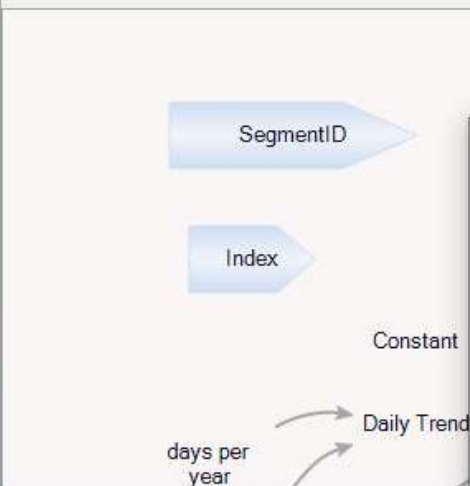 SegmentID
Index
Constant
Daily Trend
days per
year